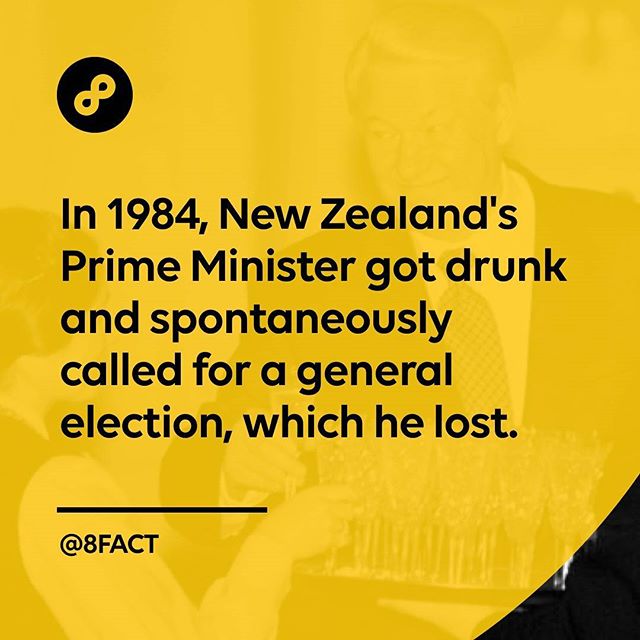 In 1984, New Zealand's
Prime Minister got drunk
and spontaneously
called for a general
election, which he lost.
@8FACT